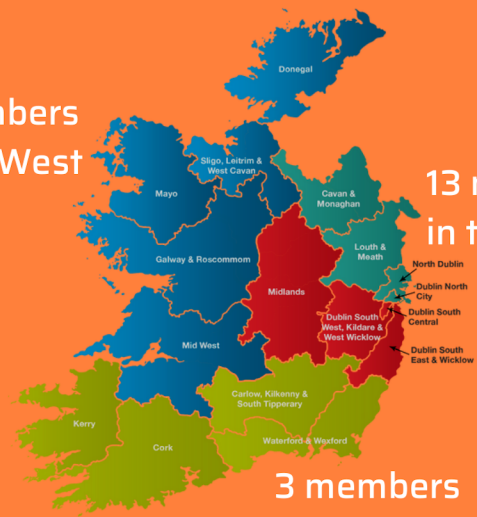 Donegal
mbers
West
Sligo, Leitrim &
West Cavan
Mayo
Cavan &
Monaghan
13
in t
Galway & Roscommon
Louth &
Meath
North Dublin
Dublin North
City
Midlands
Dublin South
Central
Dublin South
West, Kildare &
West Wicklow
Mid West
Dublin South
East & Wicklow
Carlow, Kilkenny &
South Tipperary
Kerry
Cork
Waterford & Wexford
3 members